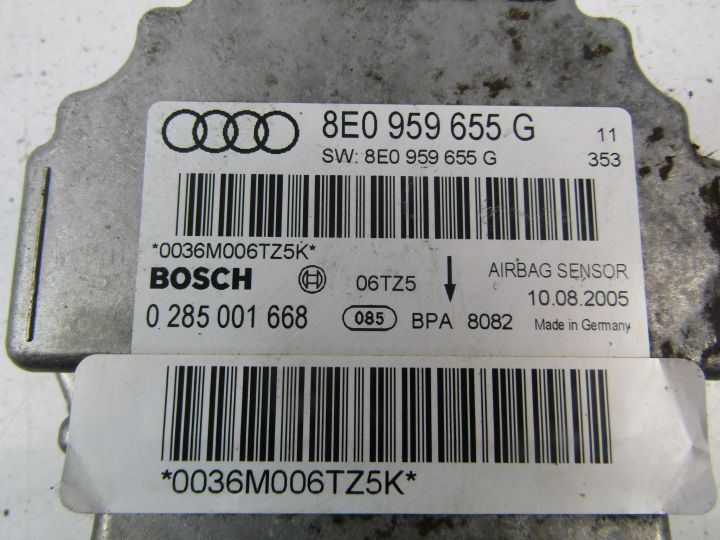 8E0 959 655 G 11
SW: 8E0 959 655 G 353
*0036M006TZ5K*
BOSCH 06TZ5 AIRBAG SENSOR
10.08.2005
0 285 001 668 085 BPA 8082 Made in Germany
*0036M006TZ5K*